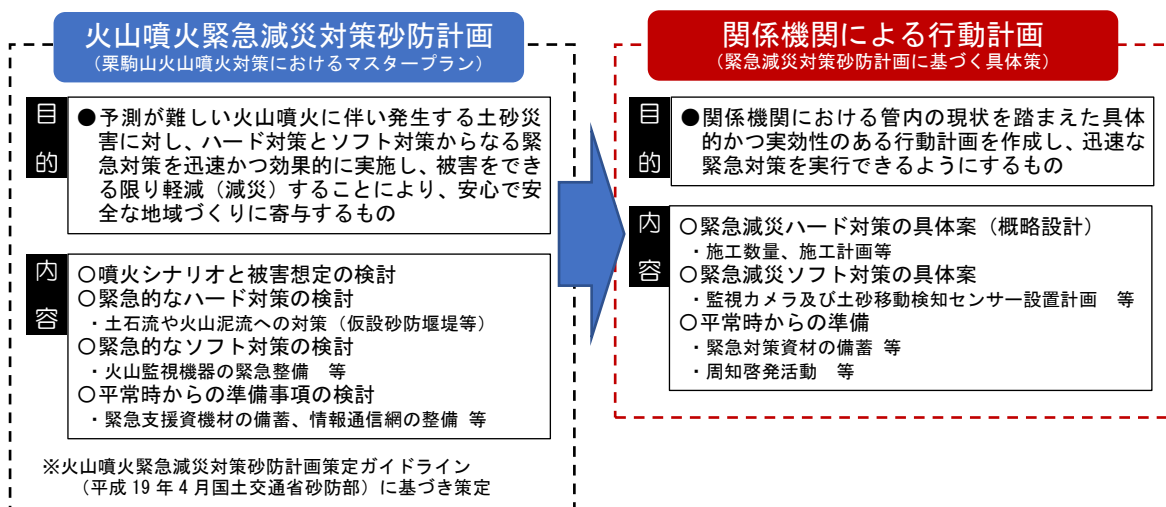 火山噴火緊急減災対策砂防計画
（栗駒山火山噴火対策におけるマスタープラン）
目的
●予測が難しい火山噴火に伴い発生する土砂災
害に対し、ハード対策とソフト対策からなる緊
急対策を迅速かつ効果的に実施し、被害をでき
る限り軽減（減災）することにより、安心で安
全な地域づくりに寄与するもの
内容
○噴火シナリオと被害想定の検討
○緊急的なハード対策の検討
・土石流や火山泥流への対策（仮設砂防堰堤等）
○緊急的なソフト対策の検討
・火山監視機器の緊急整備　等
○平常時からの準備事項の検討
・緊急支援資機材の備蓄、情報通信網の整備 等
※火山噴火緊急減災対策砂防計画策定ガイドライン
（平成 19 年 4 月国土交通省砂防部）に基づき策定
関係機関による行動計画
（緊急減災対策砂防計画に基づく具体策）
目的
●関係機関における管内の現状を踏まえた具体
的かつ実効性のある行動計画を作成し、迅速な
緊急対策を実行できるようにするもの
内容
○緊急減災ハード対策の具体案（概略設計）
・施工数量、施工計画等
○緊急減災ソフト対策の具体案
・監視カメラ及び土砂移動検知センサー設置計画　等
○平常時からの準備
・緊急対策資材の備蓄 等
・周知啓発活動　等